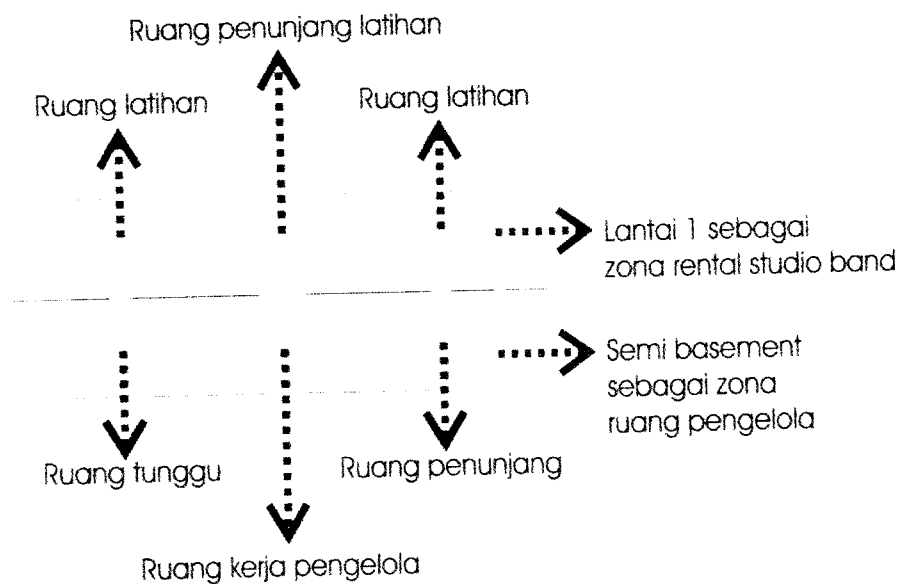 Ruang penunjang latihan
Ruang latihan
Ruang latihan
Lantai 1 sebagai
zona rental studio band
Semi basement
sebagai zona
ruang pengelola
Ruang tunggu
Ruang penunjang
Ruang kerja pengelola